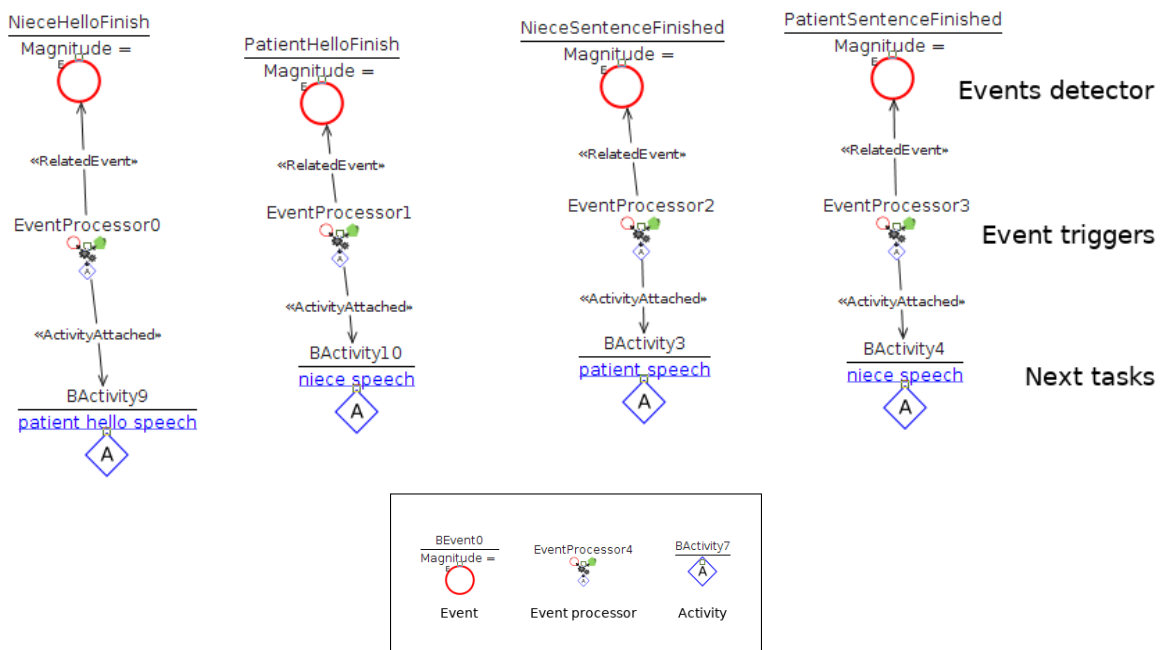 NieceHelloFinish
Magnitude =
E
PatientHelloFinish
Magnitude =
E
NieceSentenceFinished
Magnitude =
E
PatientSentenceFinished
Magnitude =
E
Events detector
«RelatedEvent»
«RelatedEvent»
«RelatedEvent»
«RelatedEvent»
EventProcessor0
A
EventProcessor1
A
EventProcessor2
A
EventProcessor3
A
Event triggers
«ActivityAttached»
«ActivityAttached»
«ActivityAttached»
«ActivityAttached»
BActivity9
patient hello speech
A
BActivity10
niece speech
A
BActivity3
patient speech
A
BActivity4
niece speech
A
Next tasks
BEvent0
Magnitude =
E
Event
EventProcessor4
A
Event processor
BActivity7
A
Activity